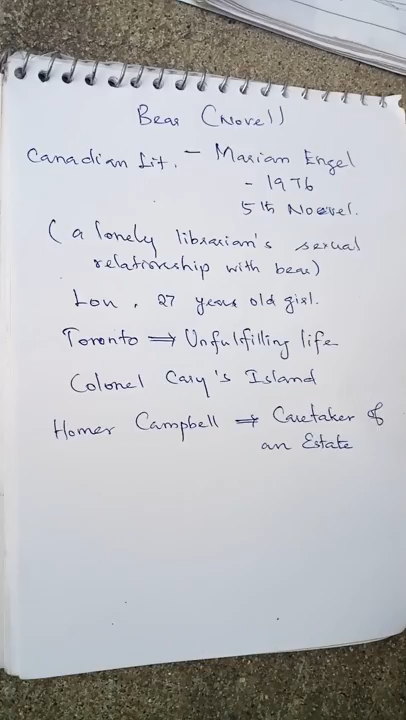 Bear (Novel)
Canadian Lit. - Marian Engel
- 1976
5th Noevel.
(a lonely librarian's sexual
relationship with bear)
Lou, 27 years old girl.
Toronto ⇒ Unfulfilling life
Colonel Cary's Island
Homer Campbell ⇒ Caretaker of
an Estate